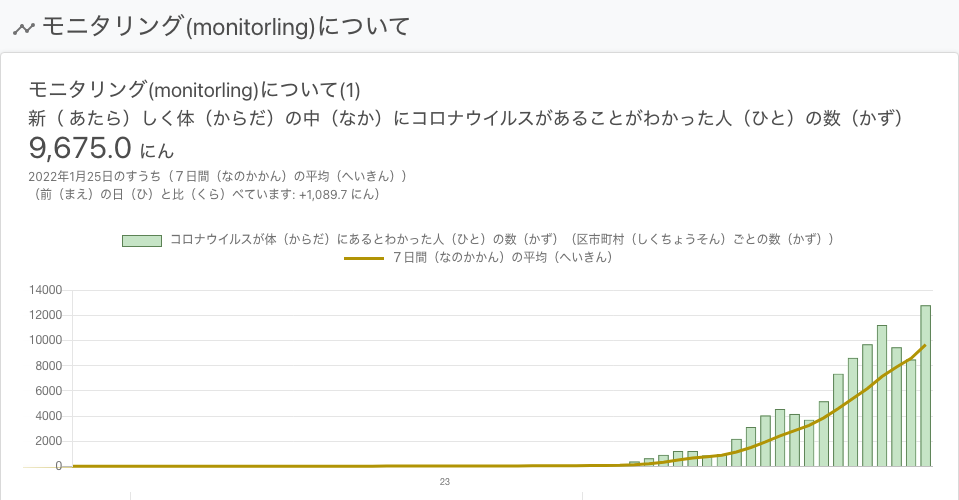 モニタリング(monitorling)について
モニタリング(monitorling)について(1)
新（ あたら）しく体（からだ）の中（なか）にコロナウイルスがあることがわかった人（ひと）の数（かず）
9,675.0 にん
2022年1月25日のすうち（７日間（なのかかん）の平均（へいきん））
（前（まえ）の日（ひ）と比（くら）べています: +1,089.7 にん）
コロナウイルスが体（からだ）にあるとわかった人（ひと）の数（かず）（区市町村（しくちょうそん）ごとの数（かず））
７日間（なのかかん）の平均（へいきん）
14000
12000
10000
8000
6000
4000
2000
0
23